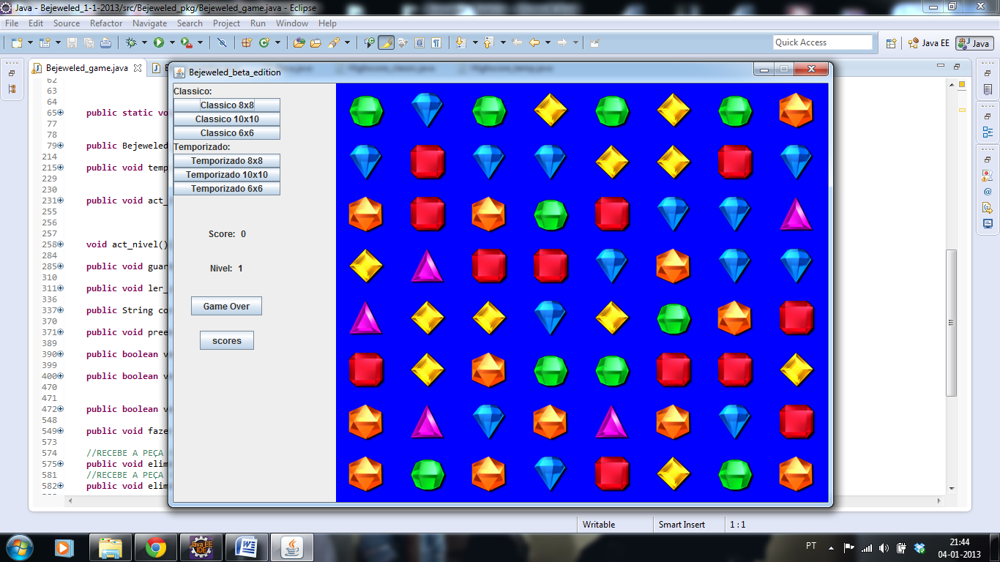 Java - Bejeweled_1-1-2013/src/Bejeweled_pkg/Bejeweled_game.java - Eclipse
File Edit Source Refactor Navigate Search Project Run Window Help
Quick Access
Java EE
Java
Bejeweled_game.java
Bejeweled_beta_edition
Classico:
Classico 8x8
Classico 10x10
Classico 6x6
Temporizado:
Temporizado 8x8
Temporizado 10x10
Temporizado 6x6
Score: 0
Nivel: 1
Game Over
scores
62
63
64
65 public static vo
77
78
79 public Bejeweled
214
215 public void temp
229
230
231 public void act_
255
256
257
258 void act_nivel()
284
285 public void guar
310
311 public void ler_
336
337 public String co
370
371 public void pree
389
390 public boolean v
399
400 public boolean v
470
471
472 public boolean v
548
549 public void faze
573
574 //RECEBE A PEÇA
575 public void elim
581 //RECEBE A PEÇA
582 public void elim
Writable
Smart Insert
1 : 1
Java EE
IDE
PT
21:44
04-01-2013